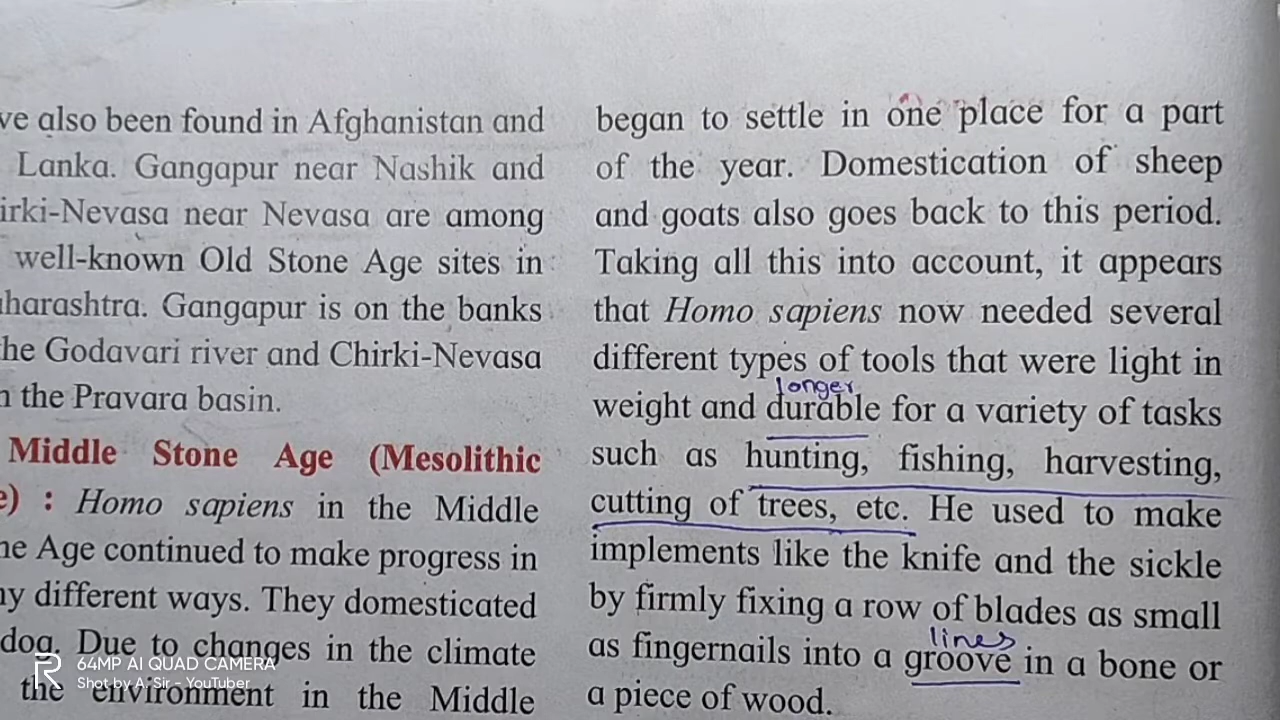 ve also been found in Afghanistan and
Lanka. Gangapur near Nashik and
irki-Nevasa near Nevasa are among
well-known Old Stone Age sites in
harashtra. Gangapur is on the banks
he Godavari river and Chirki-Nevasa
n the Pravara basin.
Middle Stone Age (Mesolithic
e) : Homo sapiens in the Middle
ne Age continued to make progress in
ny different ways. They domesticated
dog. Due to changes in the climate
the environment in the Middle
began to settle in one place for a part
of the year. Domestication of sheep
and goats also goes back to this period.
Taking all this into account, it appears
that Homo sapiens now needed several
different types of tools that were light in
longer
weight and durable for a variety of tasks
such as hunting, fishing, harvesting,
cutting of trees, etc. He used to make
implements like the knife and the sickle
by firmly fixing a row of blades as small
lines
as fingernails into a groove in a bone or
a piece of wood.
64MP AI QUAD CAMERA
Shot by A. Sir - YouTuber